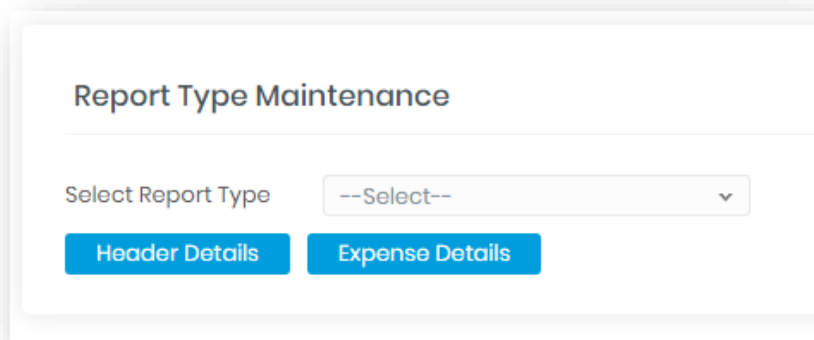 Report Type Maintenance
Select Report Type --Select--
Header Details Expense Details